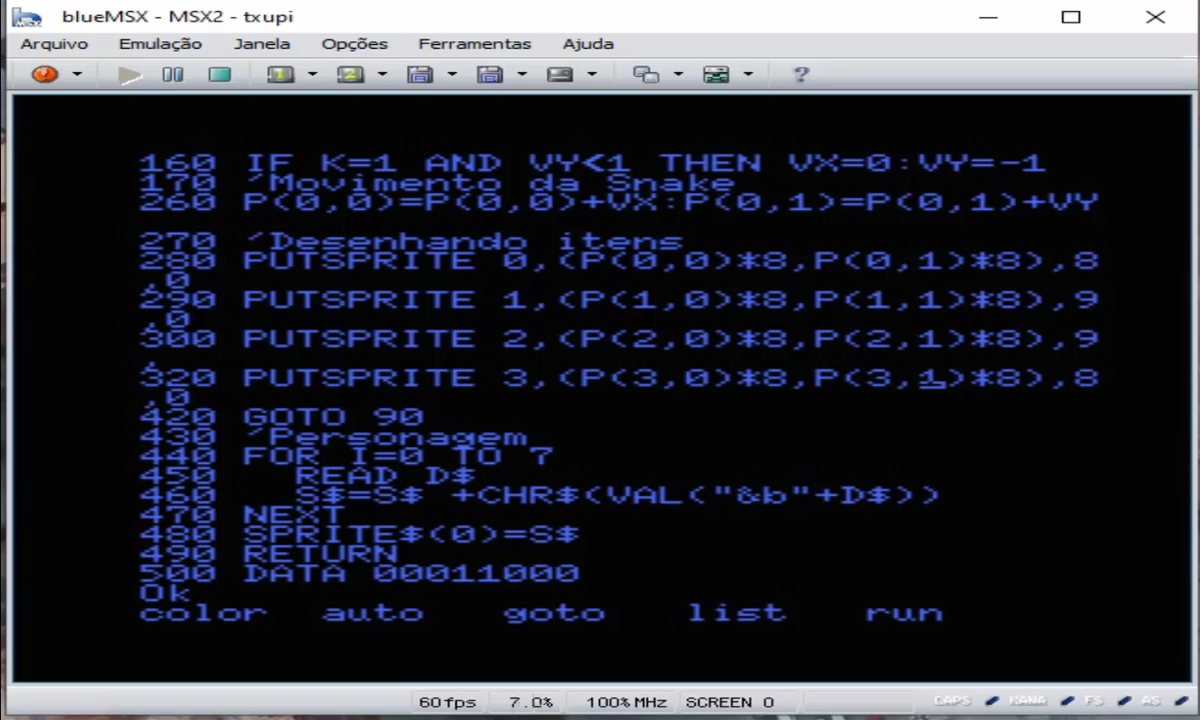 blueMSX - MSX2 - txupi
Arquivo Emulação Janela Opções Ferramentas Ajuda
160 IF K=1 AND VY<1 THEN VX=0:VY=-1
170 'Movimento da Snake
260 P(0,0)=P(0,0)+VX:P(0,1)=P(0,1)+VY
270 'Desenhando itens
280 PUTSPRITE 0,(P(0,0)*8,P(0,1)*8),8
,0
290 PUTSPRITE 1,(P(1,0)*8,P(1,1)*8),9
,0
300 PUTSPRITE 2,(P(2,0)*8,P(2,1)*8),9
,
320 PUTSPRITE 3,(P(3,0)*8,P(3,1)*8),8
,0
420 GOTO 90
430 'Personagem
440 FOR I=0 TO 7
450   READ D$
460   S$=S$ +CHR$(VAL("&b"+D$))
470 NEXT
480 SPRITE$(0)=S$
490 RETURN
500 DATA 00011000
Ok
color auto goto list run
60fps 7.0% 100%MHz SCREEN 0 CAPS KANA FS AS